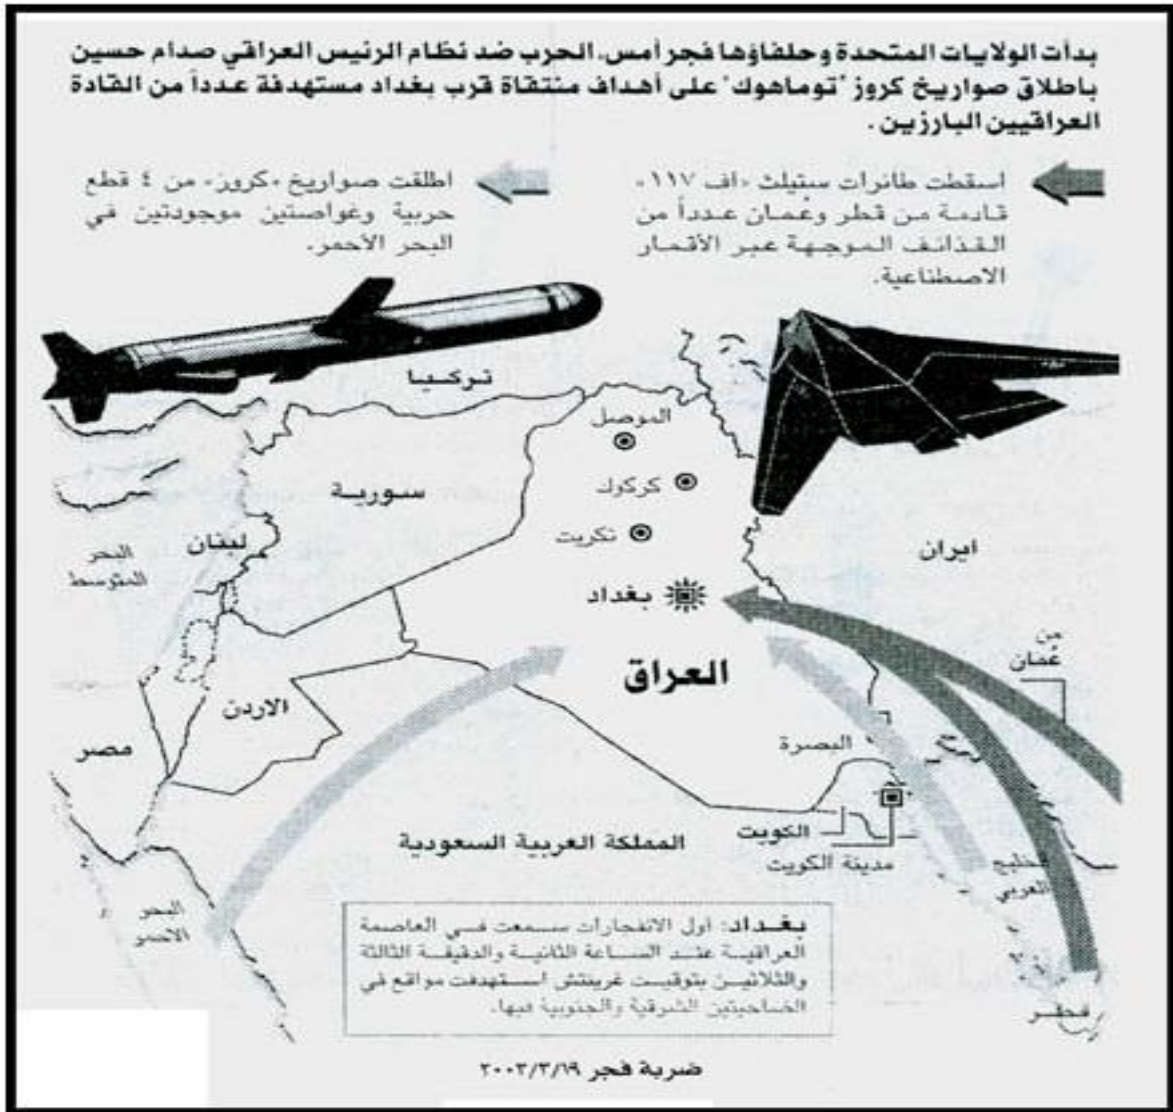 بدأت الولايات المتحدة وحلفاؤها فجر أمس، الحرب ضد نظام الرئيس العراقي صدام حسين
باطلاق صواريخ كروز "توماهوك" على أهداف منتقاة قرب بغداد مستهدفة عدداً من القادة
العراقيين البارزين.
أسقطت طائرات ستيلث «اف ١١٧»
قادمة من قطر وعُمان عدداً من
القذائف الموجهة عبر الأقمار
الاصطناعية.
اطلقت صواريخ «كروز» من ٤ قطع
حربية وغواصتين موجودتين في
البحر الأحمر.
تركيا
الموصل
كركوك
سورية
تكريت
ايران
لبنان
البحر
المتوسط
بغداد
من
عُمان
العراق
الاردن
البصرة
مصر
الكويت
المملكة العربية السعودية
مدينة الكويت
الخليج
العربي
البحر
الاحمر
بغداد: أول الانفجارات سمعت في العاصمة
العراقية عند الساعة الثانية والدقيقة الثالثة
والثلاثين بتوقيت غرينتش استهدفت مواقع في
الضاحيتين الشرقية والجنوبية فيها.
قطر
ضربة فجر ٢٠٠٣/٣/١٩